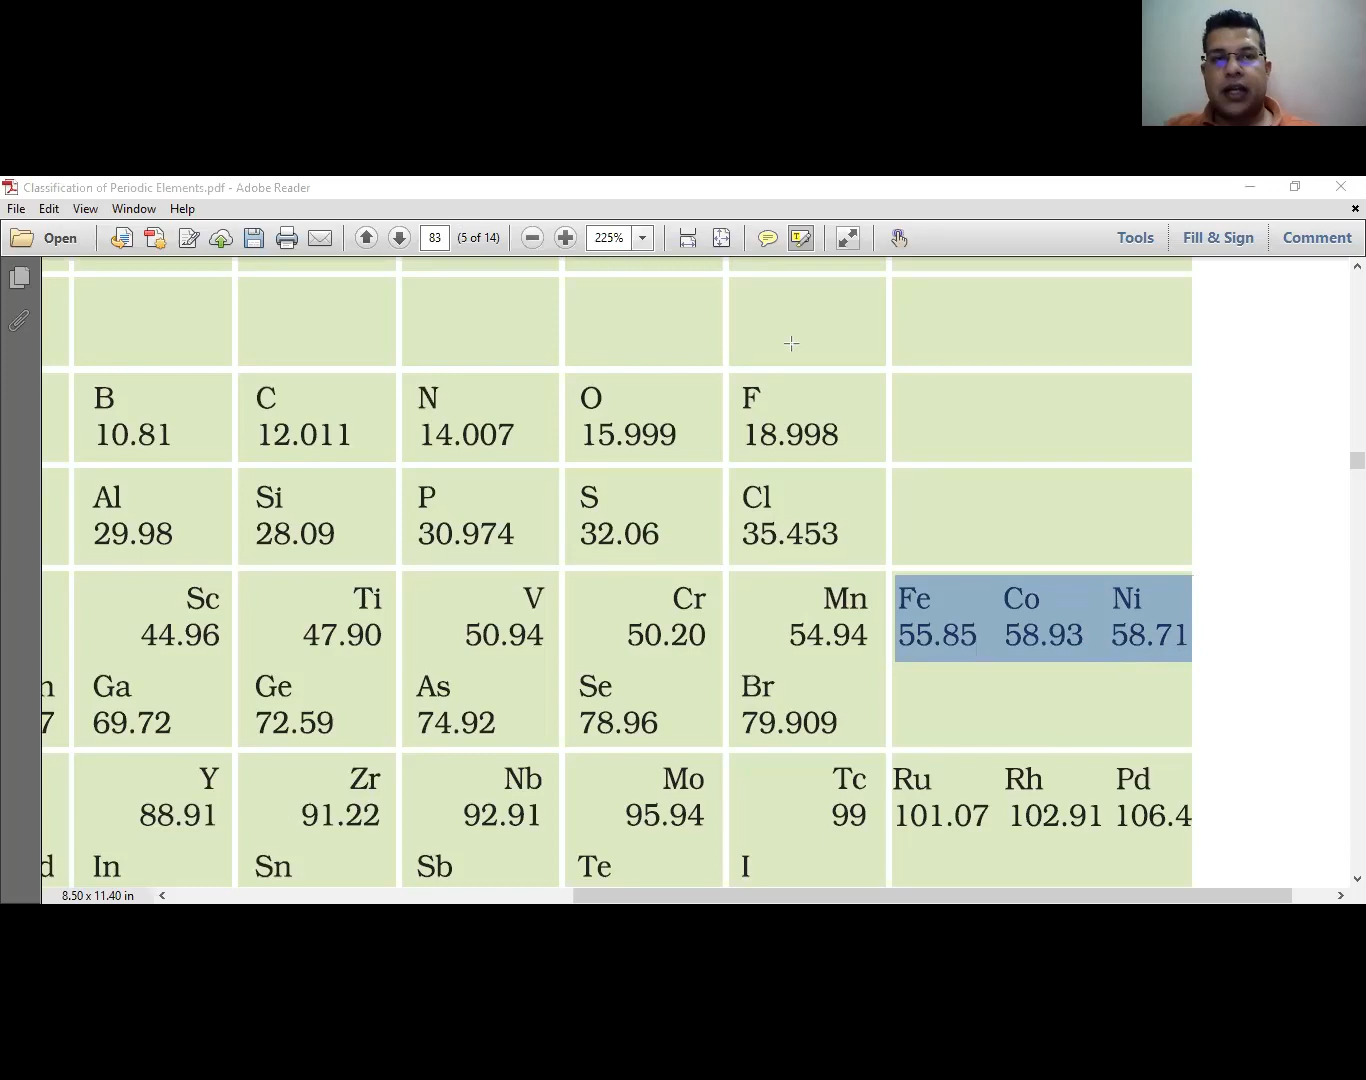 Classification of Periodic Elements.pdf - Adobe Reader
File Edit View Window Help
Open 83 (5 of 14) 225% Tools Fill & Sign Comment
B C N O F
10.81 12.011 14.007 15.999 18.998
Al Si P S Cl
29.98 28.09 30.974 32.06 35.453
Sc Ti V Cr Mn Fe Co Ni
44.96 47.90 50.94 50.20 54.94 55.85 58.93 58.71
n Ga Ge As Se Br
7 69.72 72.59 74.92 78.96 79.909
Y Zr Nb Mo Tc Ru Rh Pd
88.91 91.22 92.91 95.94 99 101.07 102.91 106.4
d In Sn Sb Te I
8.50 x 11.40 in